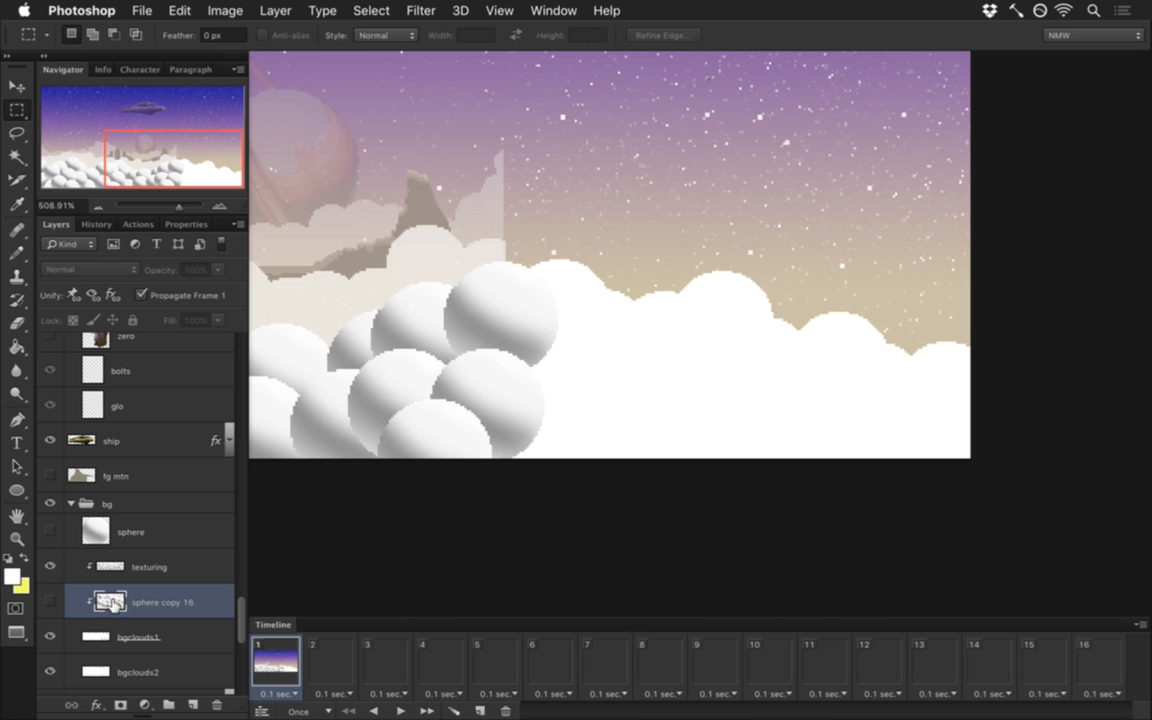 Photoshop File Edit Image Layer Type Select Filter 3D View Window Help
Feather: 0 px Anti-alias Style: Normal Width: Height: Refine Edge... NMW
Navigator Info Character Paragraph
508.91%
Layers History Actions Properties
Kind T
Normal Opacity: 100%
Unify: Propagate Frame 1
Lock: Fill: 100%
zero
bolts
glo
ship fx
fg mtn
bg
sphere
texturing
sphere copy 16
bgclouds1
bgclouds2
fx
Timeline
1 2 3 4 5 6 7 8 9 10 11 12 13 14 15 16
0.1 sec. 0.1 sec. 0.1 sec. 0.1 sec. 0.1 sec. 0.1 sec. 0.1 sec. 0.1 sec. 0.1 sec. 0.1 sec. 0.1 sec. 0.1 sec. 0.1 sec. 0.1 sec. 0.1 sec. 0.1 sec.
Once